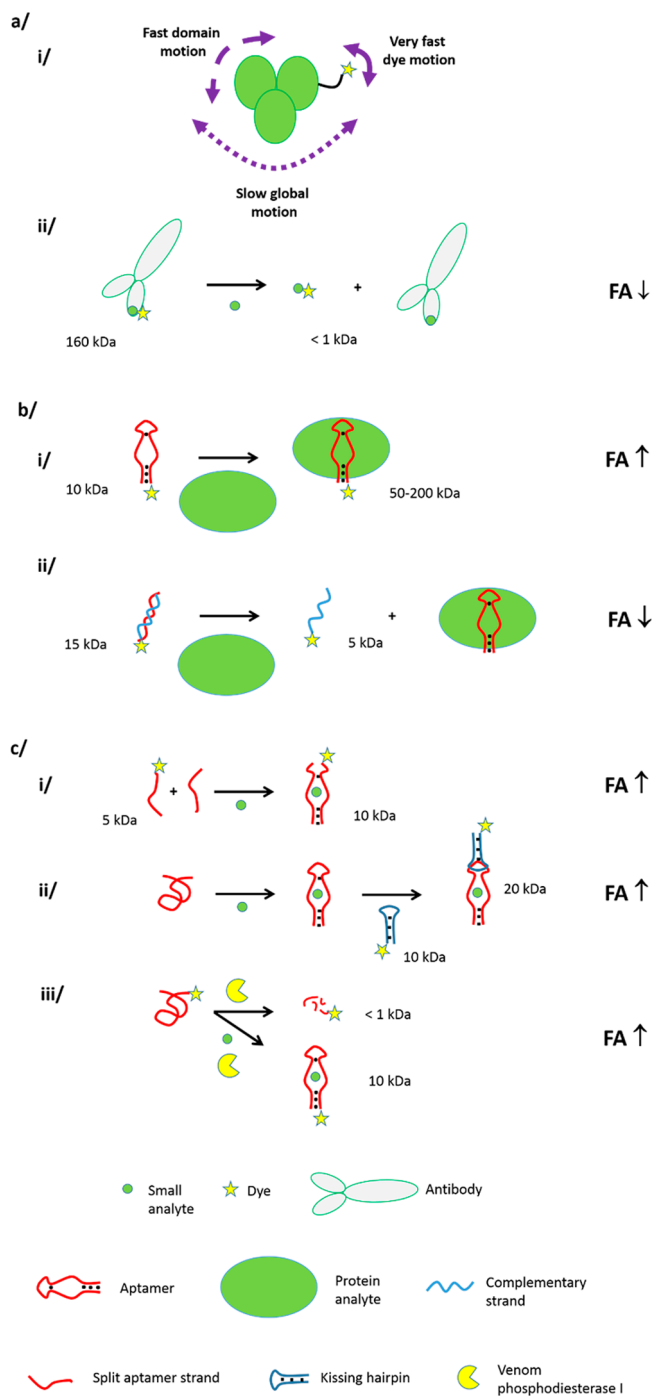 a/
Fast domain
motion
Very fast
dye motion
i/
Slow global
motion
ii/
160 kDa
+
< 1 kDa
FA ↓
b/
i/
10 kDa
50-200 kDa
FA ↑
ii/
15 kDa
+
5 kDa
FA ↓
c/
i/
+
5 kDa
10 kDa
FA ↑
ii/
10 kDa
20 kDa
FA ↑
iii/
< 1 kDa
10 kDa
FA ↑
Small
analyte
Dye
Antibody
Aptamer
Protein
analyte
Complementary
strand
Split aptamer strand
Kissing hairpin
Venom
phosphodiesterase I